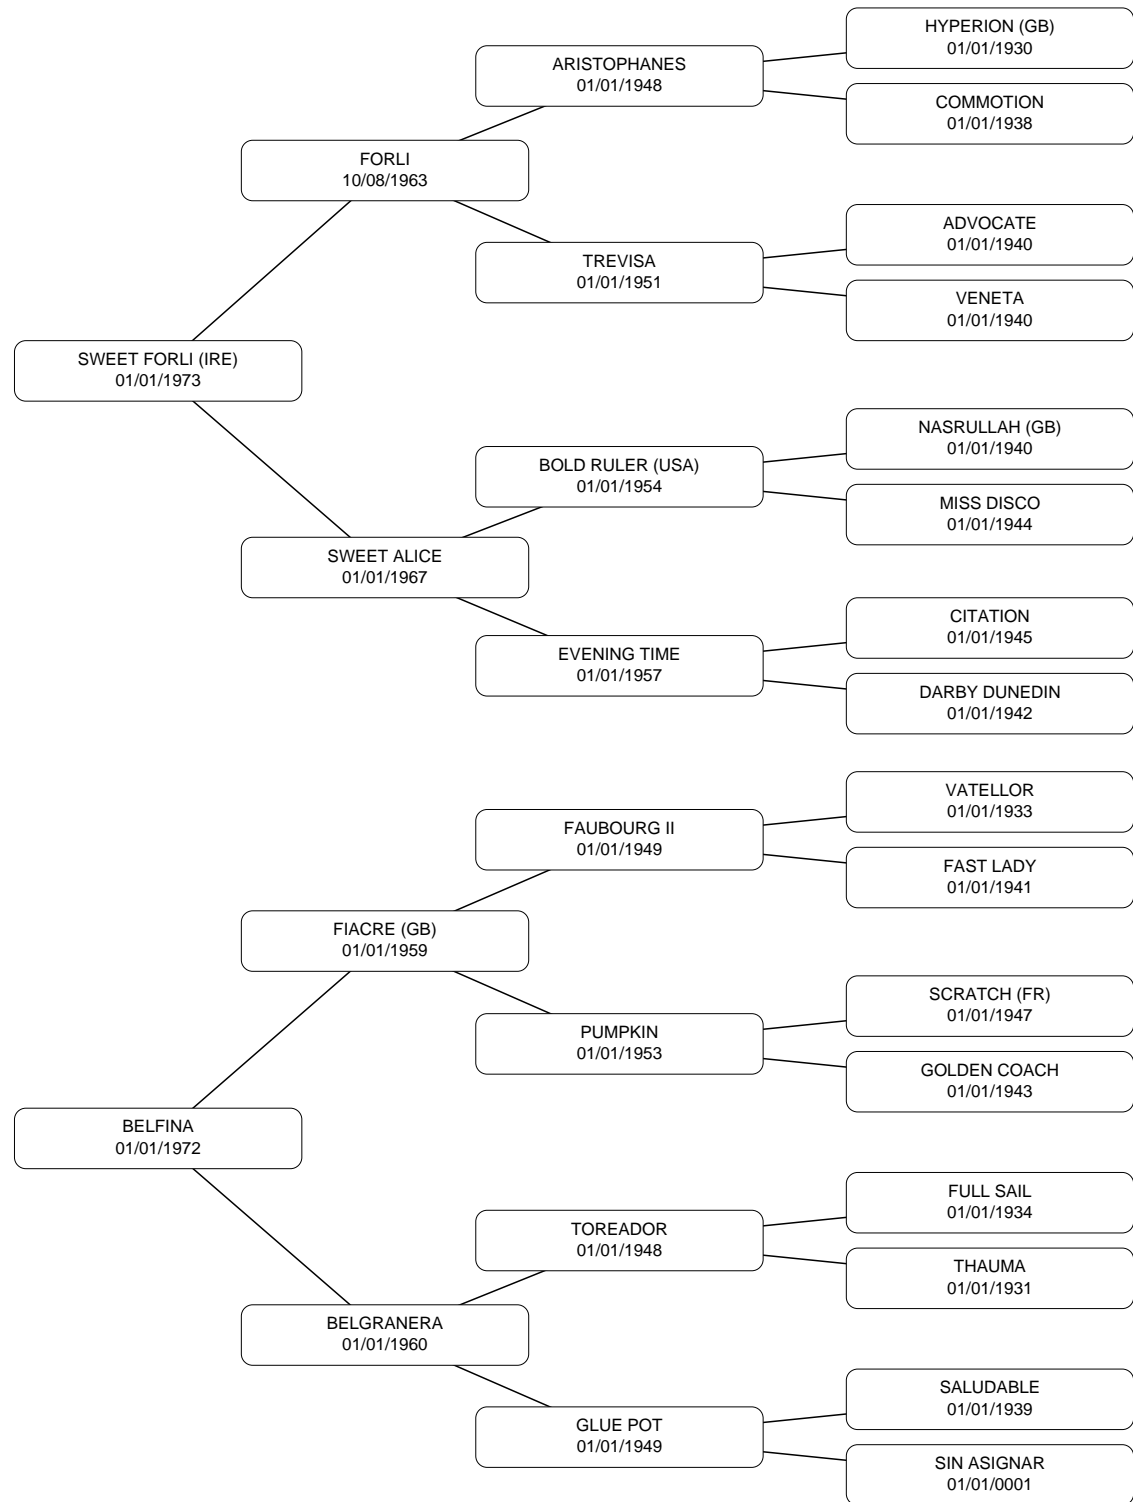 HYPERION (GB)
01/01/1930
ARISTOPHANES
01/01/1948
COMMOTION
01/01/1938
FORLI
10/08/1963
ADVOCATE
01/01/1940
TREVISA
01/01/1951
VENETA
01/01/1940
SWEET FORLI (IRE)
01/01/1973
NASRULLAH (GB)
01/01/1940
BOLD RULER (USA)
01/01/1954
MISS DISCO
01/01/1944
SWEET ALICE
01/01/1967
CITATION
01/01/1945
EVENING TIME
01/01/1957
DARBY DUNEDIN
01/01/1942
VATELLOR
01/01/1933
FAUBOURG II
01/01/1949
FAST LADY
01/01/1941
FIACRE (GB)
01/01/1959
SCRATCH (FR)
01/01/1947
PUMPKIN
01/01/1953
GOLDEN COACH
01/01/1943
BELFINA
01/01/1972
FULL SAIL
01/01/1934
TOREADOR
01/01/1948
THAUMA
01/01/1931
BELGRANERA
01/01/1960
SALUDABLE
01/01/1939
GLUE POT
01/01/1949
SIN ASIGNAR
01/01/0001